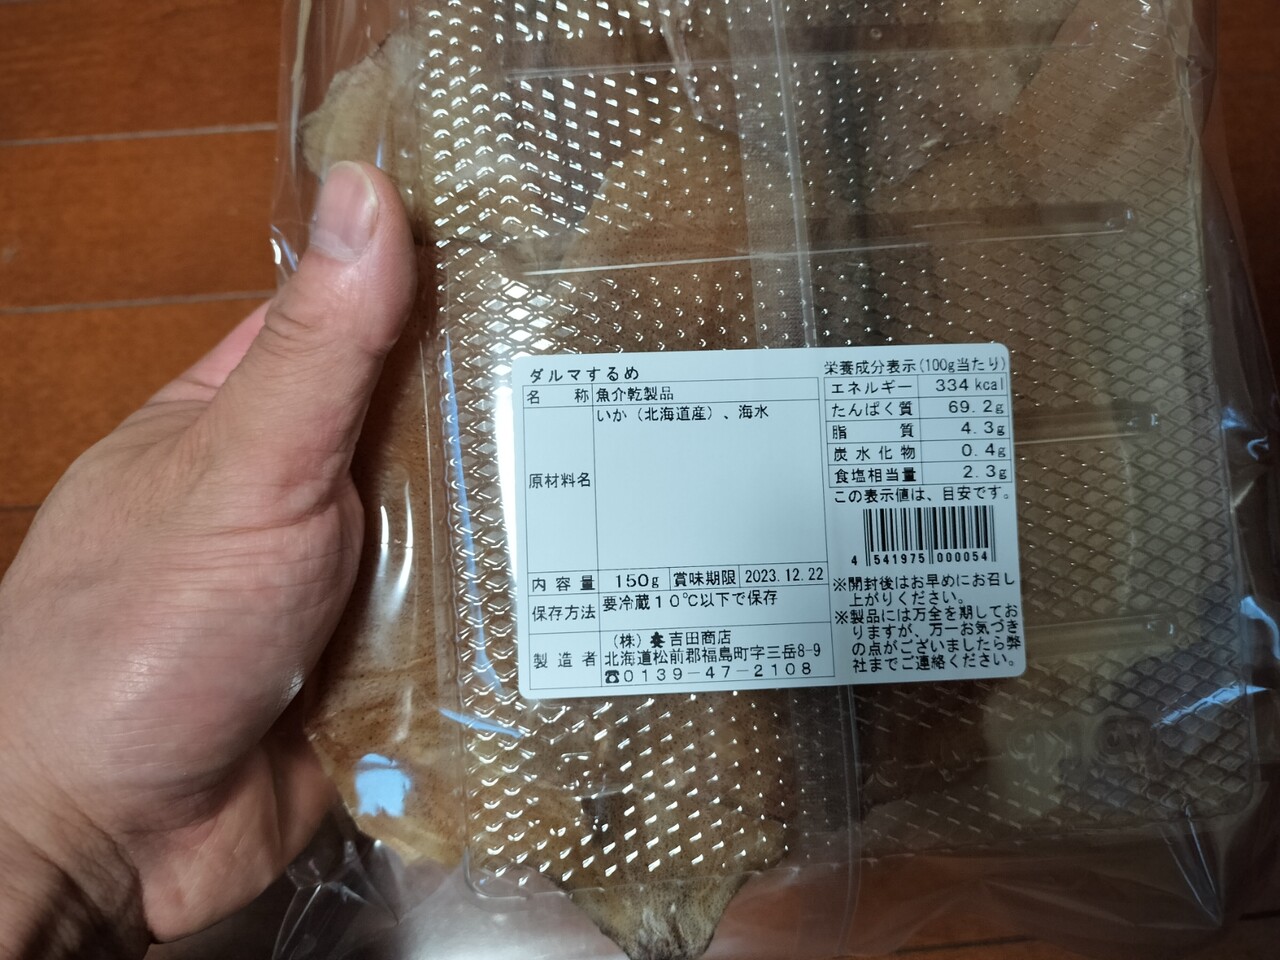 ダルマするめ
名 称 魚介乾製品
原材料名 いか（北海道産）、海水
内容量 150g 賞味期限 2023.12.22
保存方法 要冷蔵10℃以下で保存
製造者 （株）吉田商店
北海道松前郡福島町字三岳8-9
☎0139-47-2108
栄養成分表示(100g当たり)
エネルギー 334kcal
たんぱく質 69.2g
脂 質 4.3g
炭水化物 0.4g
食塩相当量 2.3g
この表示値は、目安です。
4 541975 000054
※開封後はお早めにお召し
上がりください。
※製品には万全を期してお
りますが、万一お気づき
の点がございましたら弊
社までご連絡ください。